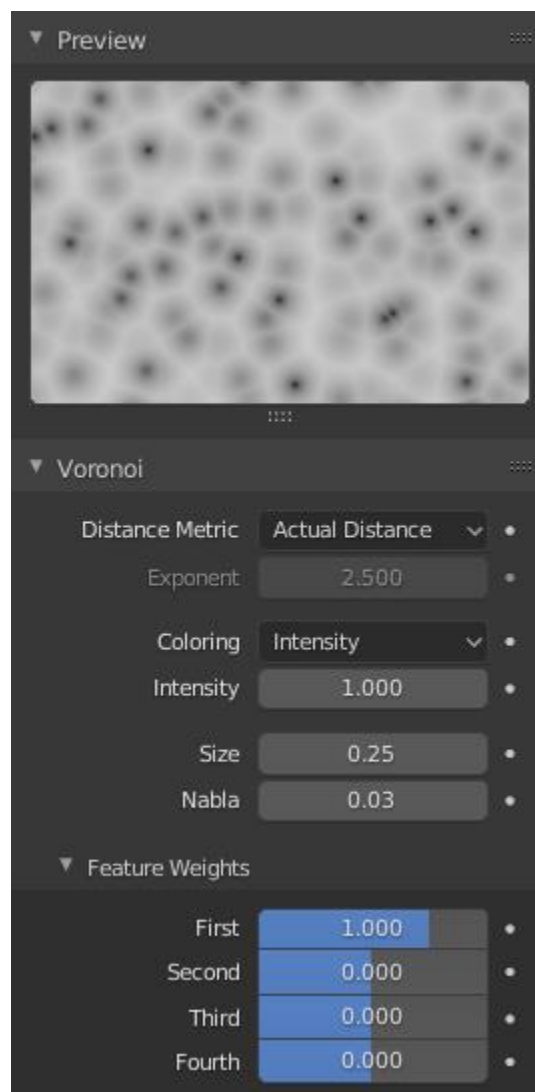 Preview
Voronoi
Distance Metric Actual Distance
Exponent 2.500
Coloring Intensity
Intensity 1.000
Size 0.25
Nabla 0.03
Feature Weights
First 1.000
Second 0.000
Third 0.000
Fourth 0.000